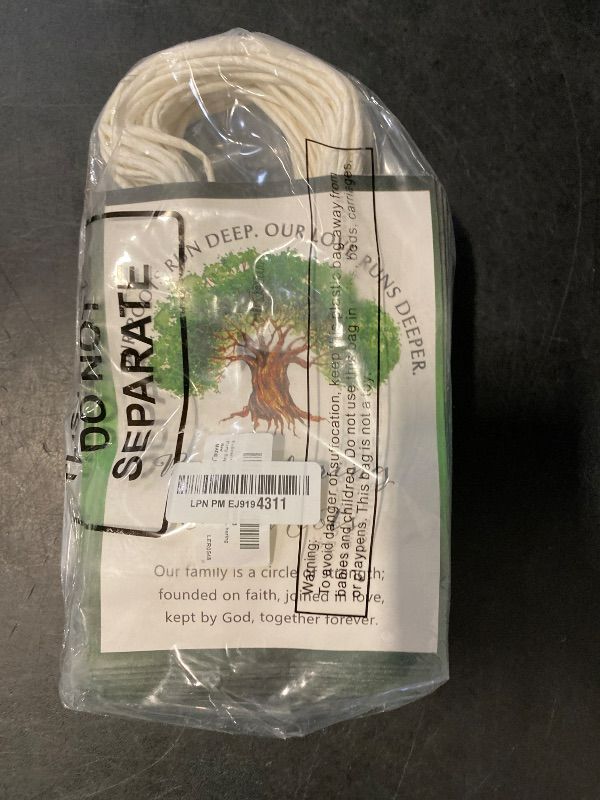 ROOTS RUN DEEP. OUR LOVE RUNS DEEPER.
DO NOT
SEPARATE
LPN PM EJ9194311
Our family is a circle
founded on faith, joined in love,
kept by God, together forever.
Warning:
To avoid danger of suffocation, keep this plastic bag away from
babies and children. Do not use this bag in
beds, carriages,
or playpens. This bag is not a toy.